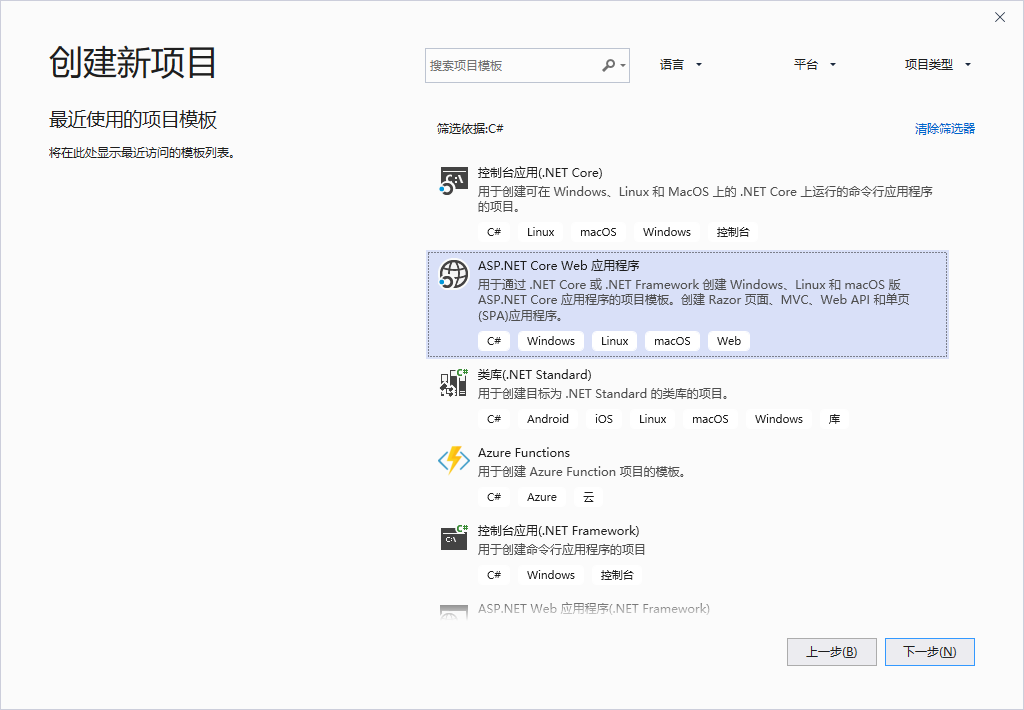 创建新项目
最近使用的项目模板
将在此处显示最近访问的模板列表。
搜索项目模板
语言
平台
项目类型
筛选依据:C#
清除筛选器
控制台应用(.NET Core)
用于创建可在 Windows、Linux 和 MacOS 上的 .NET Core 上运行的命令行应用程序
的项目。
C# Linux macOS Windows 控制台
ASP.NET Core Web 应用程序
用于通过 .NET Core 或 .NET Framework 创建 Windows、Linux 和 macOS 版
ASP.NET Core 应用程序的项目模板。创建 Razor 页面、MVC、Web API 和单页
(SPA)应用程序。
C# Windows Linux macOS Web
类库(.NET Standard)
用于创建目标为 .NET Standard 的类库的项目。
C# Android iOS Linux macOS Windows 库
Azure Functions
用于创建 Azure Function 项目的模板。
C# Azure 云
控制台应用(.NET Framework)
用于创建命令行应用程序的项目
C# Windows 控制台
ASP.NET Web 应用程序(.NET Framework)
上一步(B)
下一步(N)